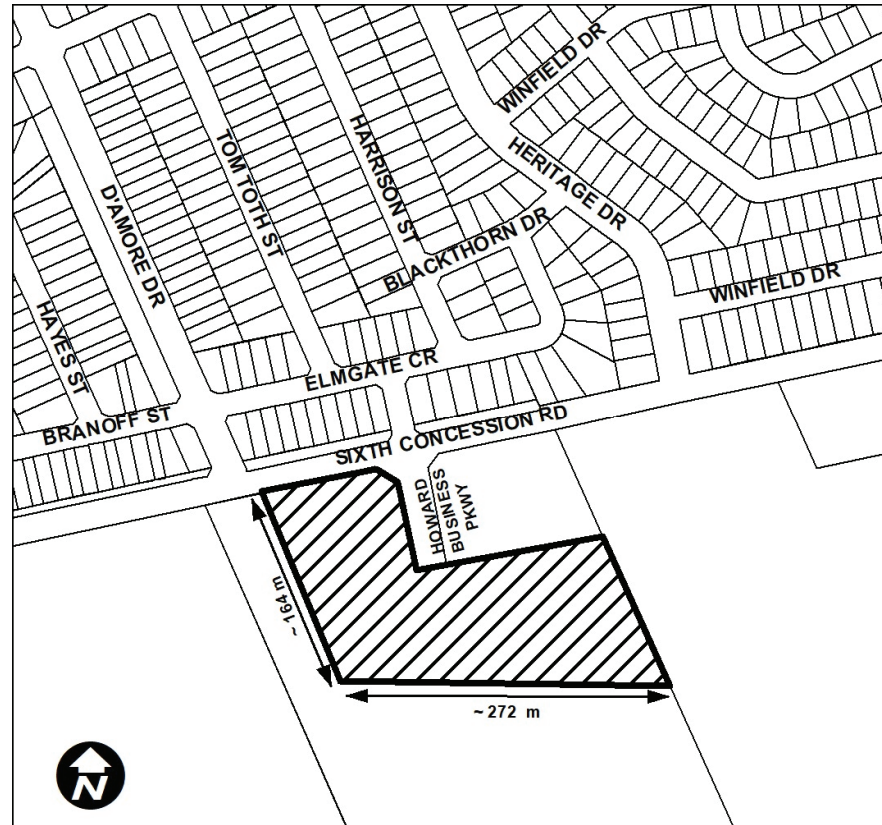 WINFIELD DR
HARRISON ST
TOM TOTH ST
HERITAGE DR
D'AMORE DR
BLACKTHORN DR
WINFIELD DR
HAYES ST
ELMGATE CR
BRANOFF ST
SIXTH CONCESSION RD
HOWARD
BUSINESS
PKWY
~ 164 m
~ 272 m
N